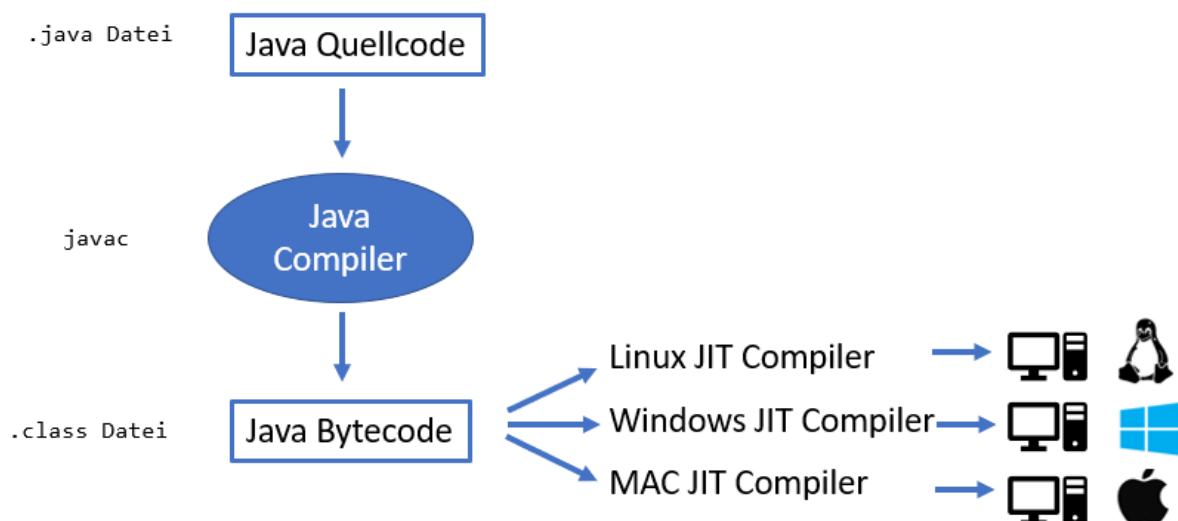 .java Datei
Java Quellcode
javac
Java
Compiler
.class Datei
Java Bytecode
Linux JIT Compiler
Windows JIT Compiler
MAC JIT Compiler